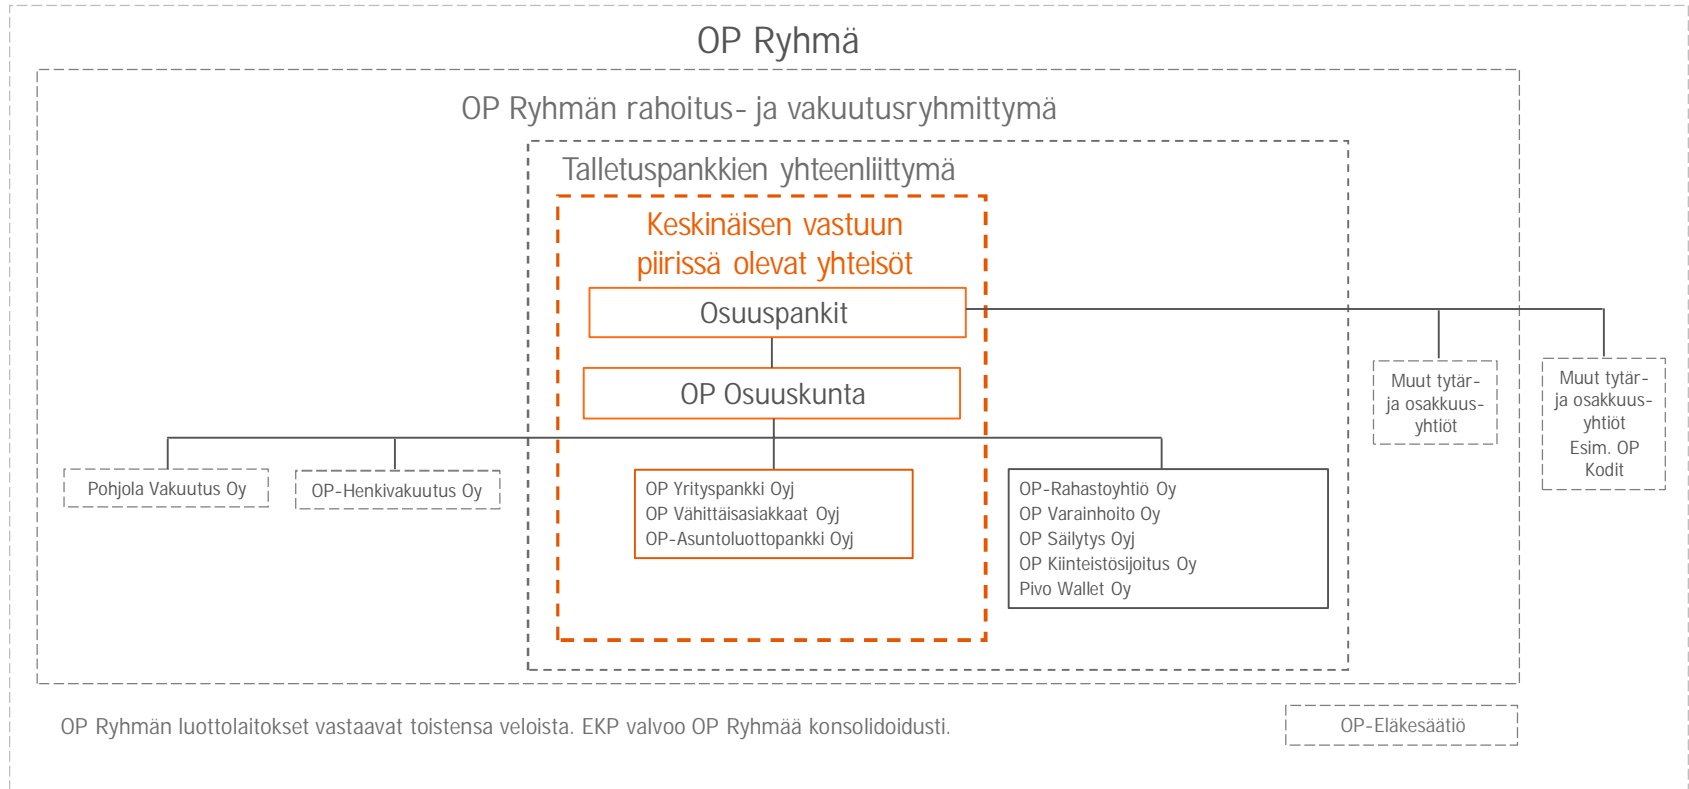 OP Ryhmä
OP Ryhmän rahoitus- ja vakuutusryhmittymä
Talletuspankkien yhteenliittymä
Keskinäisen vastuun
piirissä olevat yhteisöt
Osuuspankit
OP Osuuskunta
Muut tytär-
ja osakkuus-
yhtiöt
Muut tytär-
ja osakkuus-
yhtiöt
Esim. OP
Kodit
Pohjola Vakuutus Oy
OP-Henkivakuutus Oy
OP Yrityspankki Oyj
OP Vähittäisasiakkaat Oyj
OP-Asuntoluottopankki Oyj
OP-Rahastoyhtiö Oy
OP Varainhoito Oy
OP Säilytys Oyj
OP Kiinteistösijoitus Oy
Pivo Wallet Oy
OP Ryhmän luottolaitokset vastaavat toistensa veloista. EKP valvoo OP Ryhmää konsolidoidusti.
OP-Eläkesäätiö